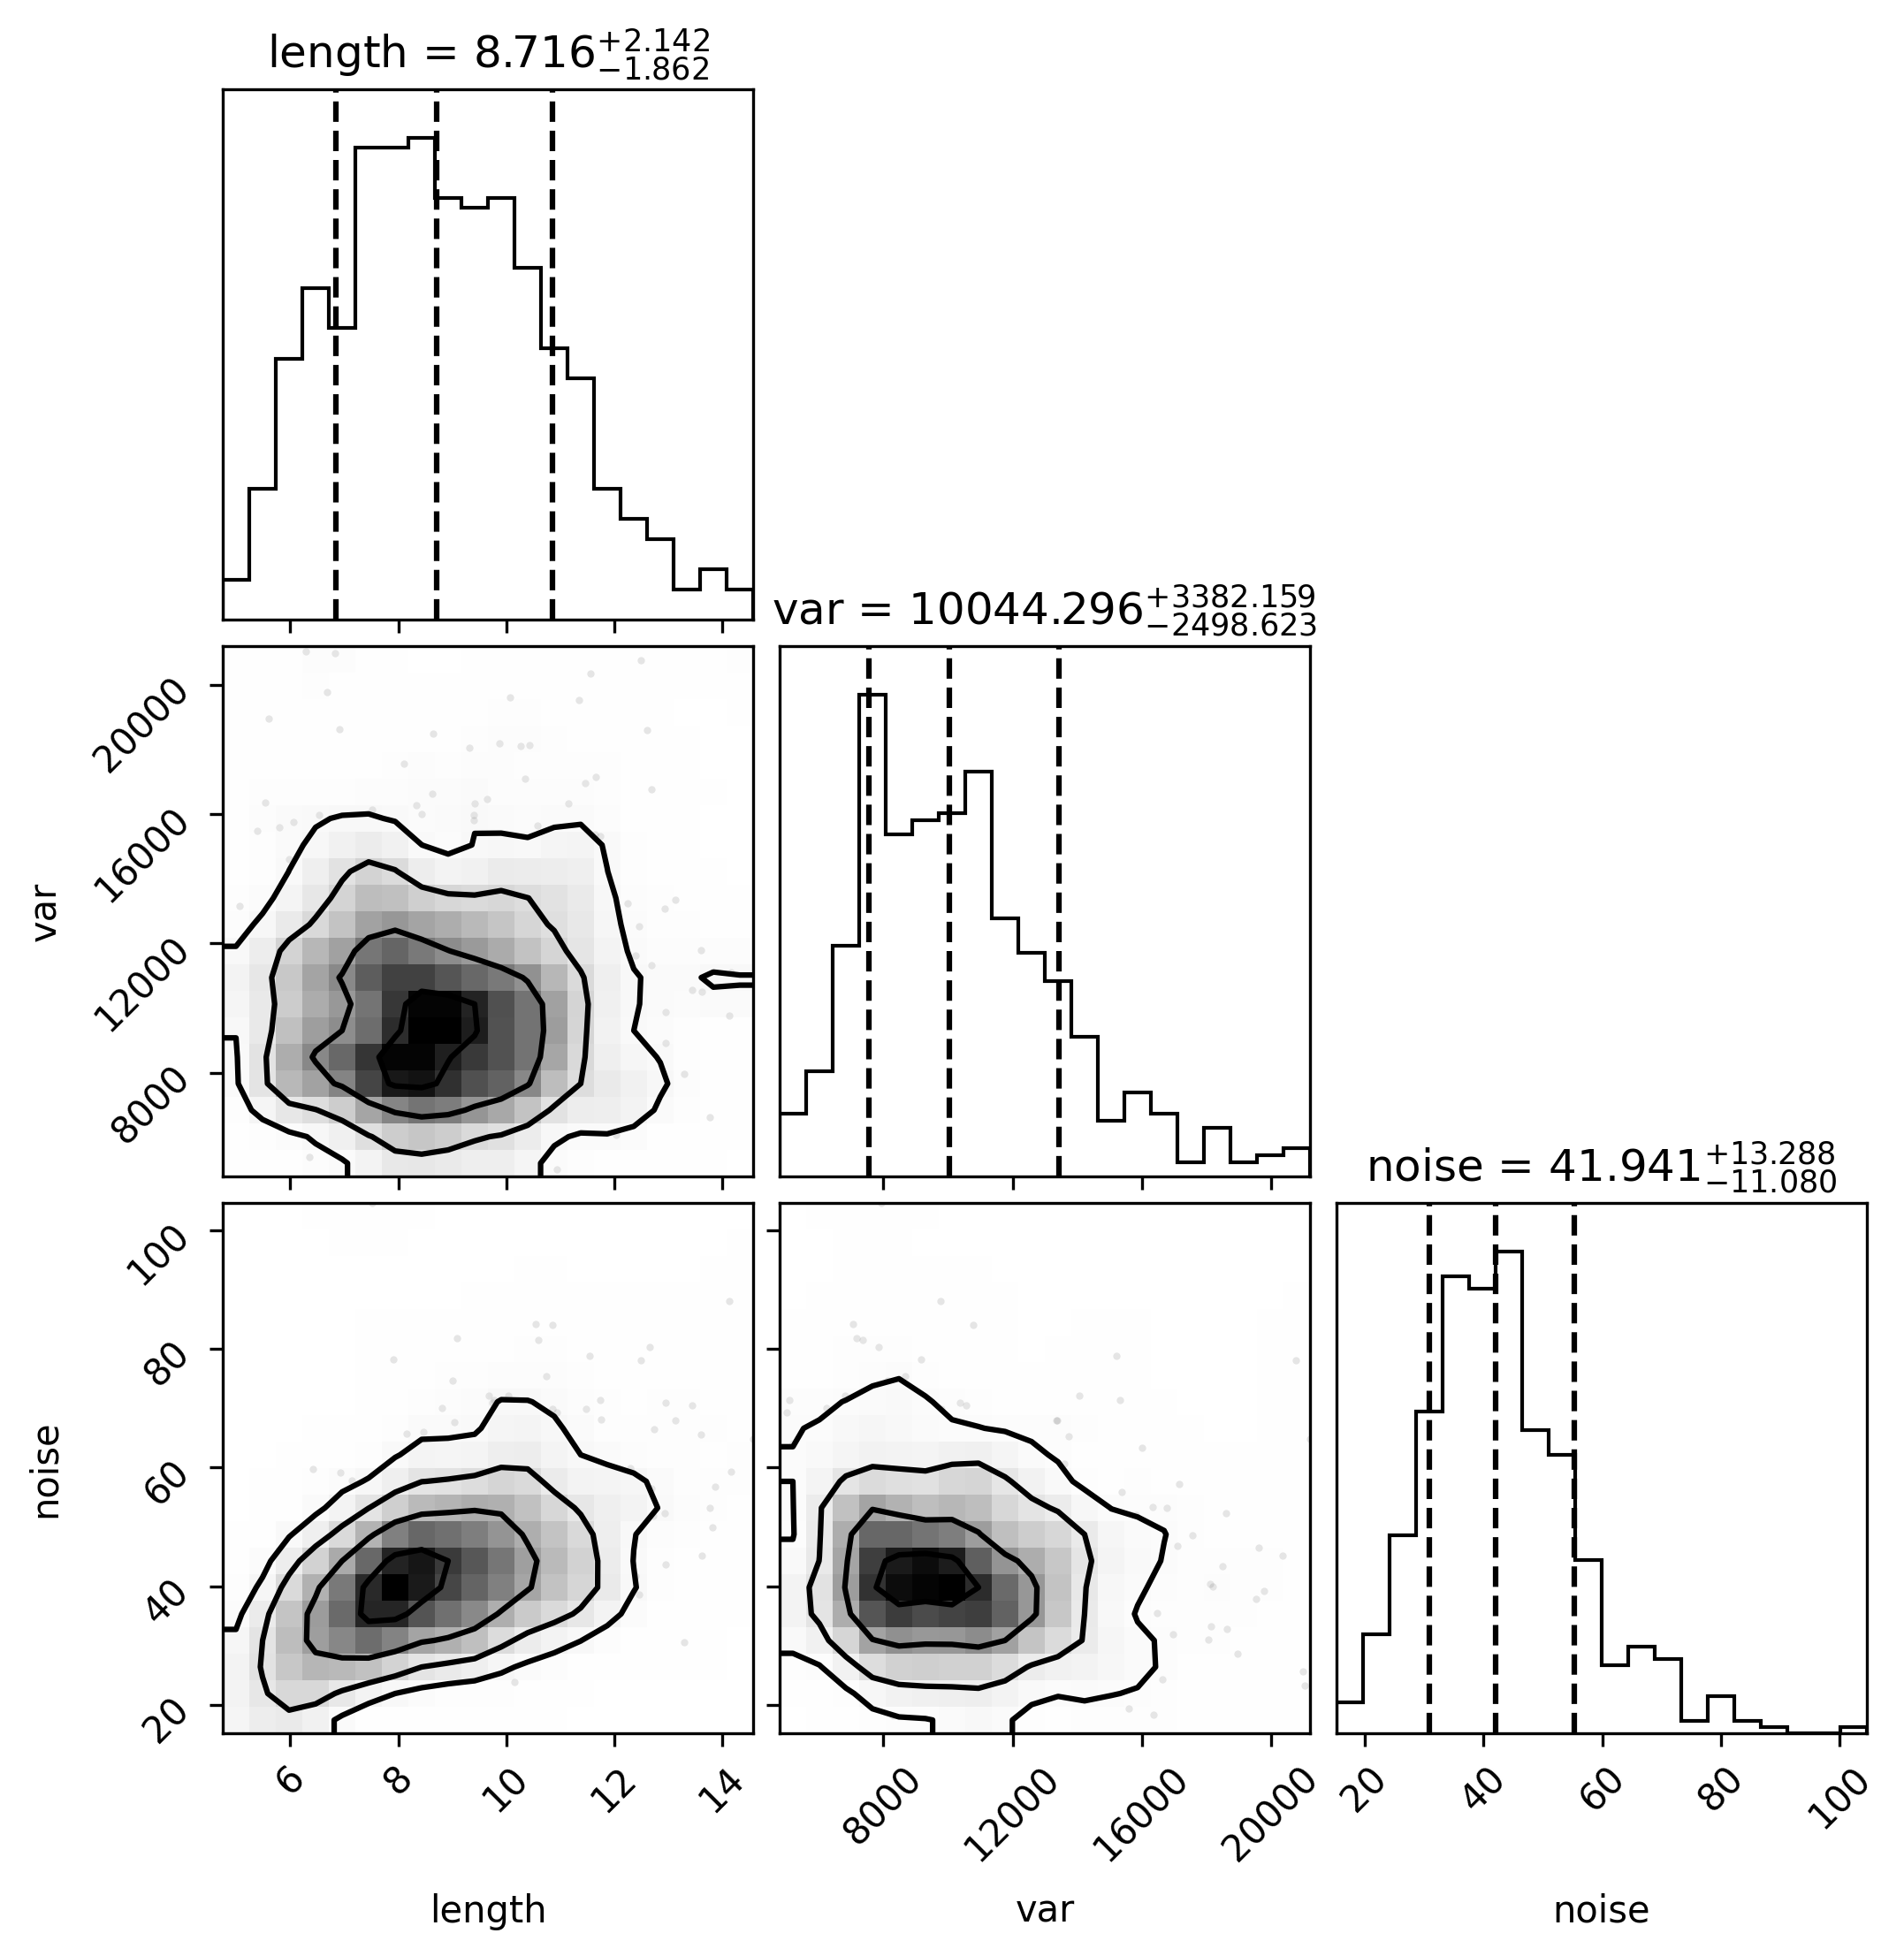 length = 8.716 +2.142 −1.862
var = 10044.296 +3382.159 −2498.623
20000
16000
12000
8000
var
noise = 41.941 +13.288 −11.080
100
80
60
40
20
noise
6 8 10 12 14
8000 12000 16000 20000
20 40 60 80 100
length var noise